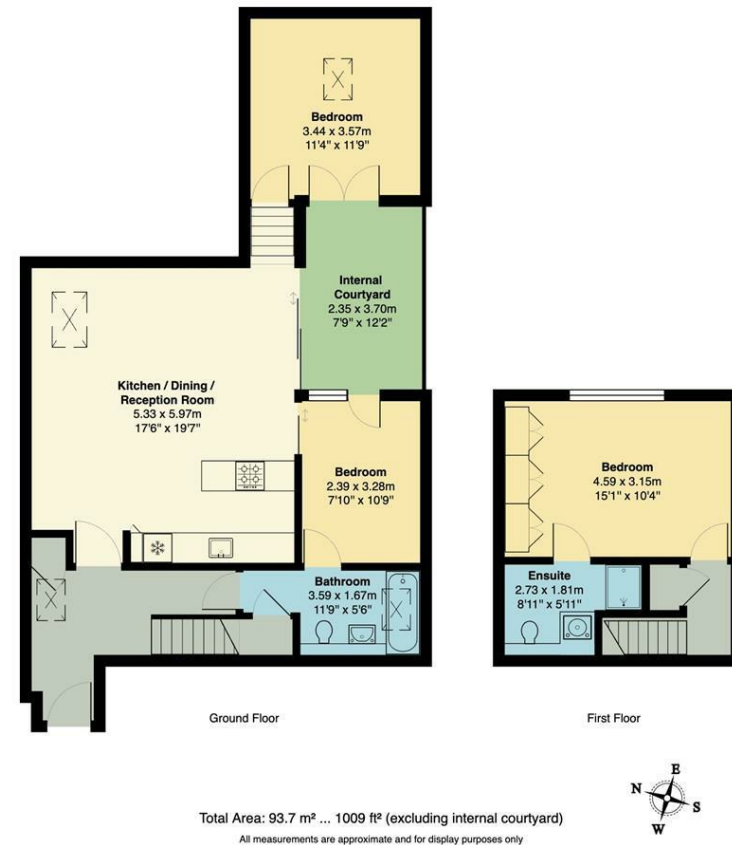 Bedroom
3.44 x 3.57m
11'4" x 11'9"
Internal
Courtyard
2.35 x 3.70m
7'9" x 12'2"
Kitchen / Dining /
Reception Room
5.33 x 5.97m
17'6" x 19'7"
Bedroom
2.39 x 3.28m
7'10" x 10'9"
Bathroom
3.59 x 1.67m
11'9" x 5'6"
Ground Floor
Bedroom
4.59 x 3.15m
15'1" x 10'4"
Ensuite
2.73 x 1.81m
8'11" x 5'11"
First Floor
E
N
S
W
Total Area: 93.7 m² ... 1009 ft² (excluding internal courtyard)
All measurements are approximate and for display purposes only